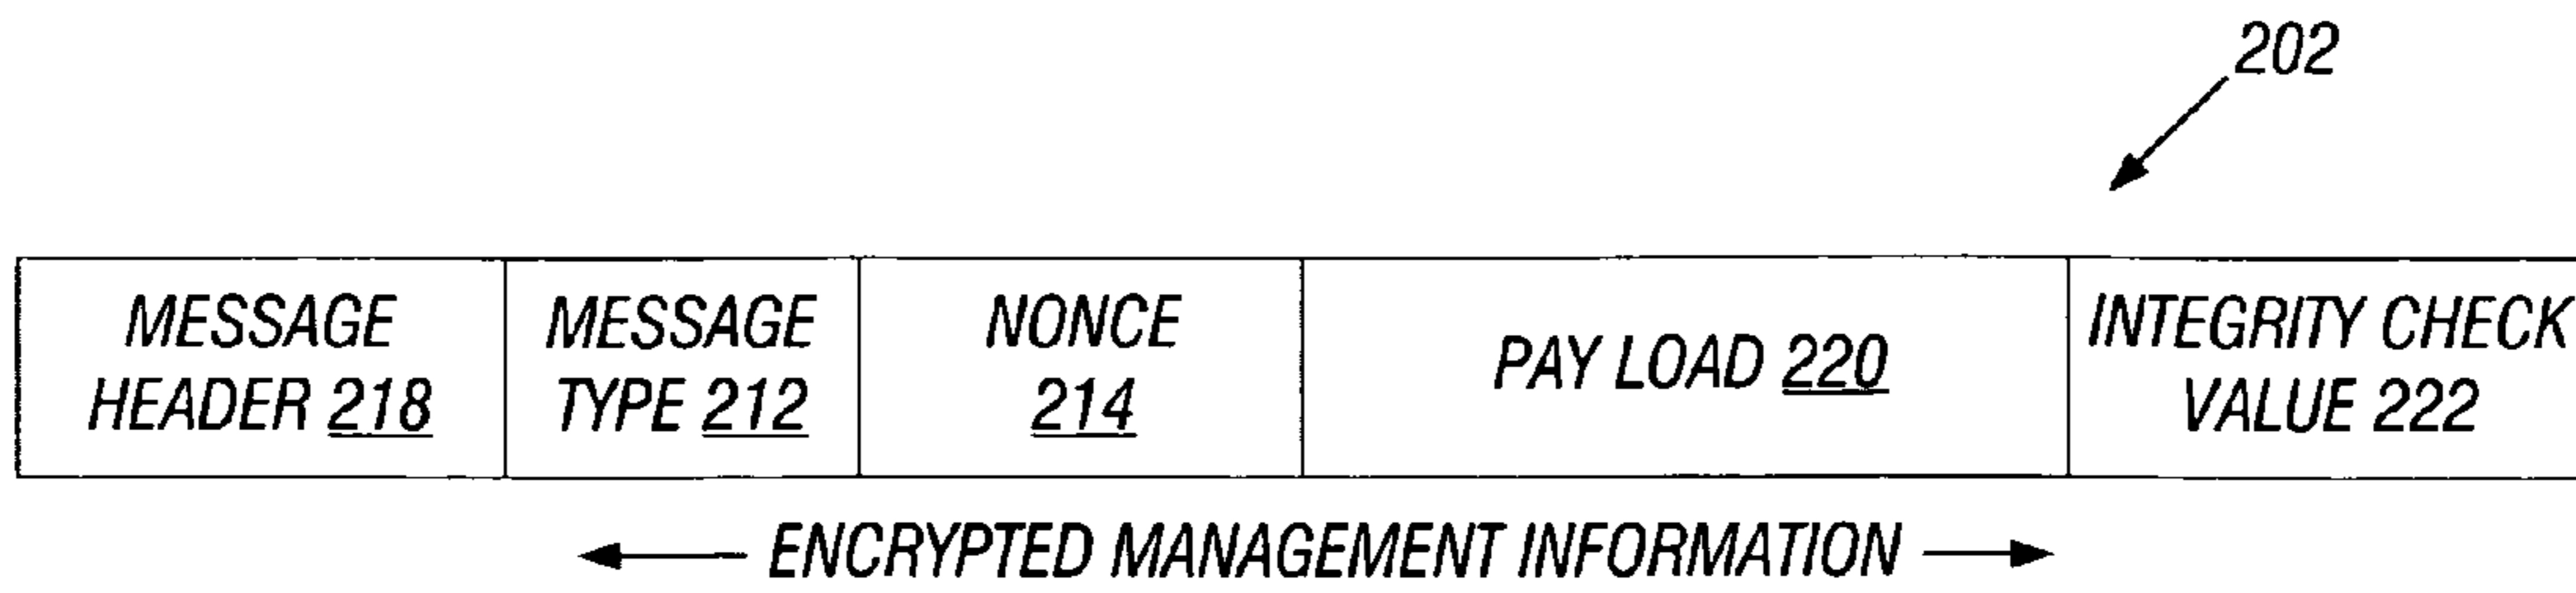 202
MESSAGE
HEADER 218
MESSAGE
TYPE 212
NONCE
214
PAY LOAD 220
INTEGRITY CHECK
VALUE 222
ENCRYPTED MANAGEMENT INFORMATION